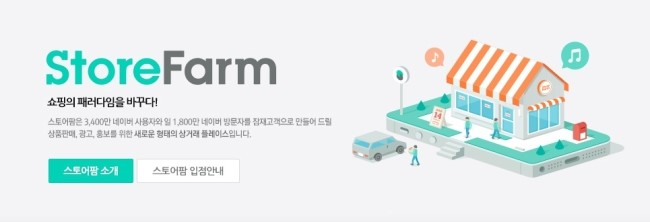 StoreFarm
쇼핑의 패러다임을 바꾸다!
스토어팜은 3,400만 네이버 사용자와 일 1,800만 네이버 방문자를 잠재고객으로 만들어 드릴
상품판매, 광고, 홍보를 위한 새로운 형태의 상거래 플레이스입니다.
스토어팜 소개
스토어팜 입점안내